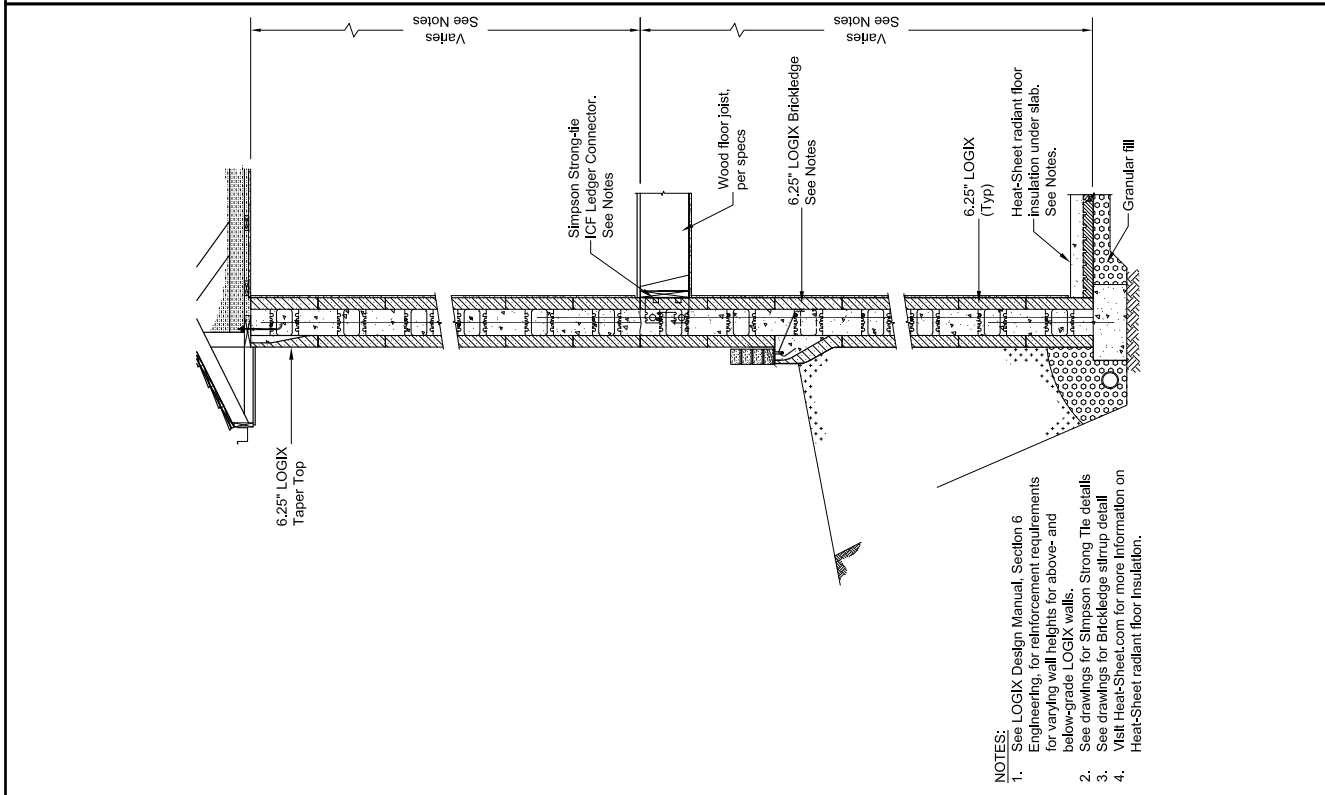 Varies
See Notes
Varies
See Notes
Simpson Strong-tie
ICF Ledger Connector.
See Notes
Wood floor joist,
per specs
6.25" LOGIX Brickledge
See Notes
6.25" LOGIX
(Typ)
Heat-Sheet radiant floor
insulation under slab.
See Notes.
Granular fill
6.25" LOGIX
Taper Top
NOTES:
1. See LOGIX Design Manual, Section 6
Engineering, for reinforcement requirements
for varying wall heights for above- and
below-grade LOGIX walls.
2. See drawings for Simpson Strong Tie details
3. See drawings for Brickledge stirrup detail
4. Visit Heat-Sheet.com for more information on
Heat-Sheet radiant floor insulation.